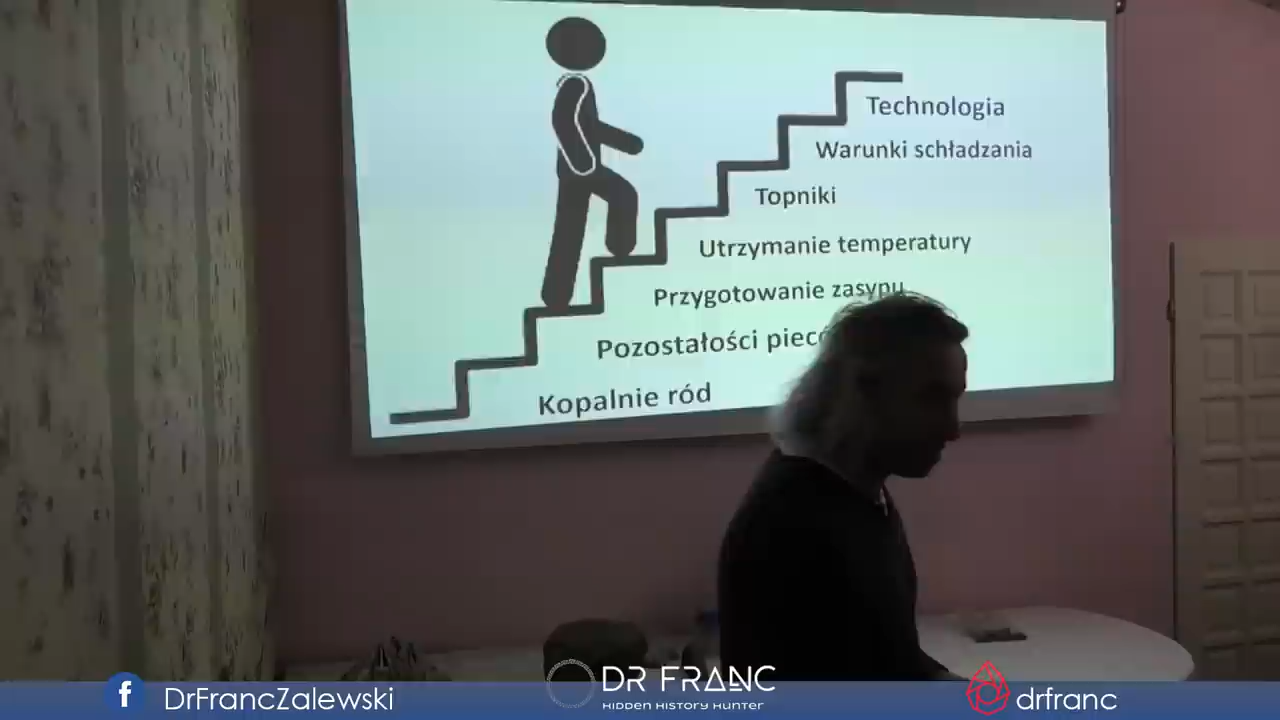 Technologia
Warunki schładzania
Topniki
Utrzymanie temperatury
Przygotowanie zasypu
Pozostałości
Kopalnie ród
f DrFrancZalewski
DR FRANC
HIDDEN HISTORY HUNTER
drfranc